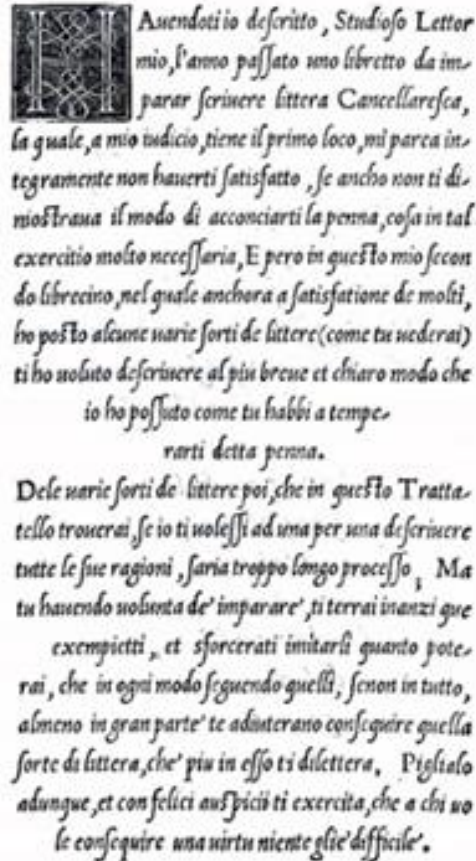 HAuendoti io descritto, Studioso Lettor
mio, l'anno passato uno libretto da im-
parar scriuere littera Cancellaresca,
la quale, a mio iudicio, tiene il primo loco, mi parea in-
tegramente non hauerti satisfatto, se ancho non ti di-
mostraua il modo di acconciarti la penna, cosa in tal
exercitio molto necessaria, E pero in questo mio secon
do librecino, nel quale anchora a satisfatione de molti,
ho posto alcune uarie sorti de littere (come tu uederai)
ti ho uoluto descriuere al piu breue et chiaro modo che
io ho possuto come tu habbi a tempe-
rarti detta penna.
Dele uarie sorti de littere poi, che in questo Tratta-
tello trouerai, se io ti uolessi ad una per una descriuere
tutte le sue ragioni, saria troppo longo processo; Ma
tu hauendo uolunta de' imparare', ti terrai inanzi que
exempietti, et sforcerati imitarli quanto pote-
rai, che in ogni modo seguendo quelli, senon in tutto
almeno in gran parte' te adiuterano conseguire quella
sorte di littera, che' piu in esso ti dilettera. Piglialo
adunque, et con felici auspicii ti exercita, che a chi uo
le conseguire una uirtu niente glie' difficile'.